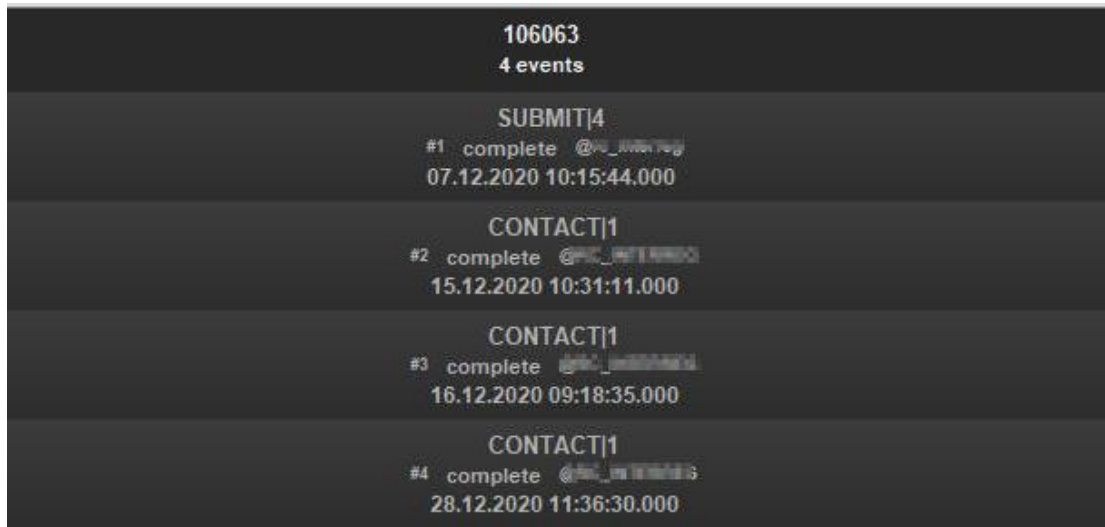 106063
4 events
SUBMIT|4
#1 complete
07.12.2020 10:15:44.000
CONTACT|1
#2 complete
15.12.2020 10:31:11.000
CONTACT|1
#3 complete
16.12.2020 09:18:35.000
CONTACT|1
#4 complete
28.12.2020 11:36:30.000